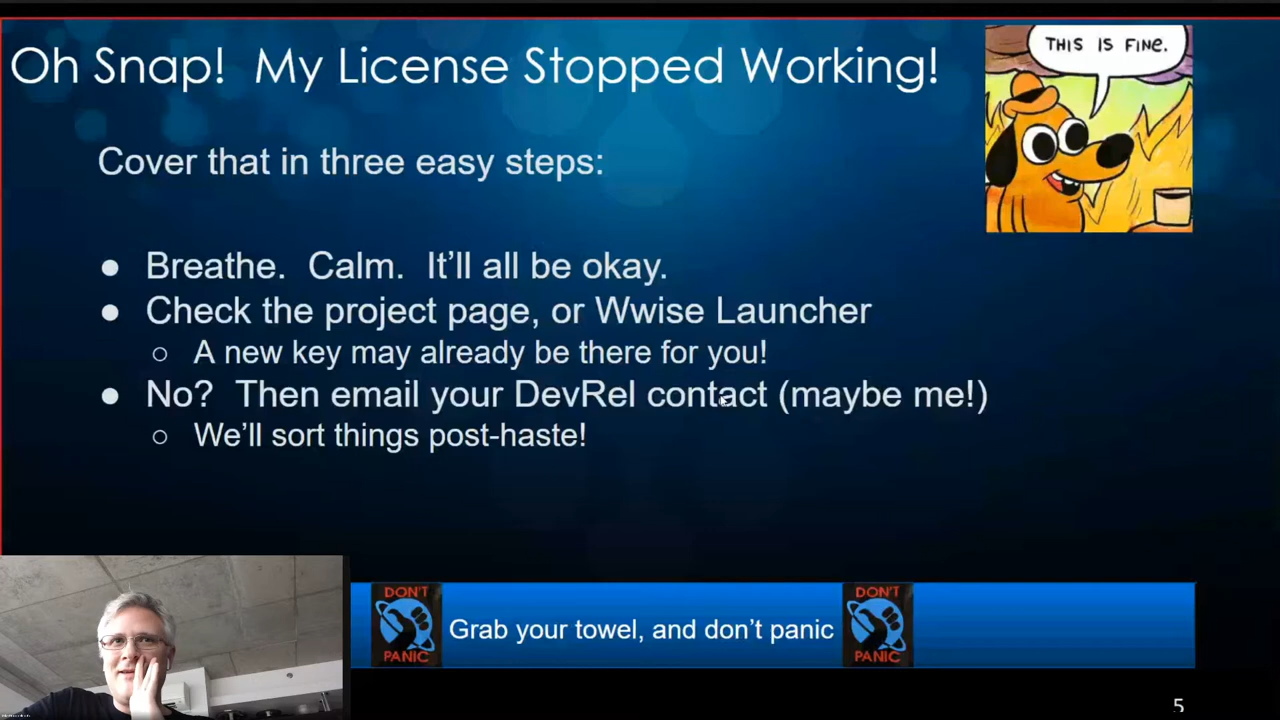 Oh Snap!  My License Stopped Working!
THIS IS FINE.
Cover that in three easy steps:
● Breathe.  Calm.  It'll all be okay.
● Check the project page, or Wwise Launcher
○ A new key may already be there for you!
● No?  Then email your DevRel contact (maybe me!)
○ We'll sort things post-haste!
DON'T
PANIC
Grab your towel, and don't panic
DON'T
PANIC
5